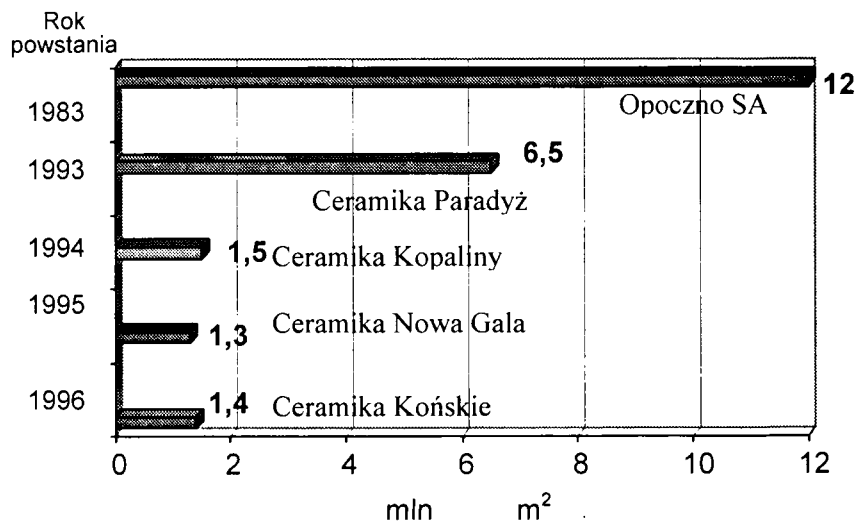 Rok
powstania
1983
12
Opoczno SA
1993
6,5
Ceramika Paradyż
1994
1,5
Ceramika Kopaliny
1995
1,3
Ceramika Nowa Gala
1996
1,4
Ceramika Końskie
0 2 4 6 8 10 12
mln m²